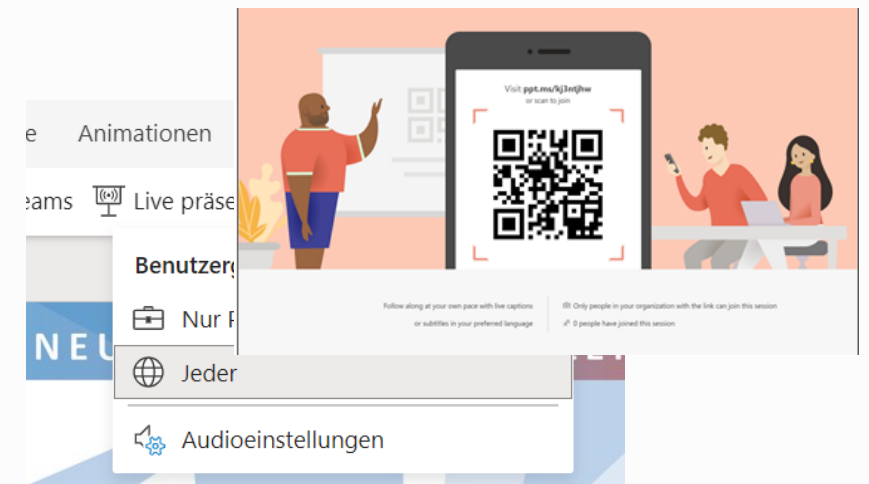 Visit ppt.ms/kj3ntjhw
or scan to join
Follow along at your own pace with live captions
or subtitles in your preferred language
Only people in your organization with the link can join this session
0 people have joined this session
e Animationen
eams Live präse
Benutzerg
Nur
NEU
Jeder
Audioeinstellungen